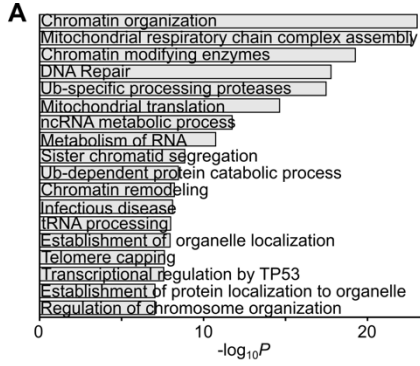 A
Chromatin organization
Mitochondrial respiratory chain complex assembly
Chromatin modifying enzymes
DNA Repair
Ub-specific processing proteases
Mitochondrial translation
ncRNA metabolic process
Metabolism of RNA
Sister chromatid segregation
Ub-dependent protein catabolic process
Chromatin remodeling
Infectious disease
tRNA processing
Establishment of organelle localization
Telomere capping
Transcriptional regulation by TP53
Establishment of protein localization to organelle
Regulation of chromosome organization
0 10 20
-log10P